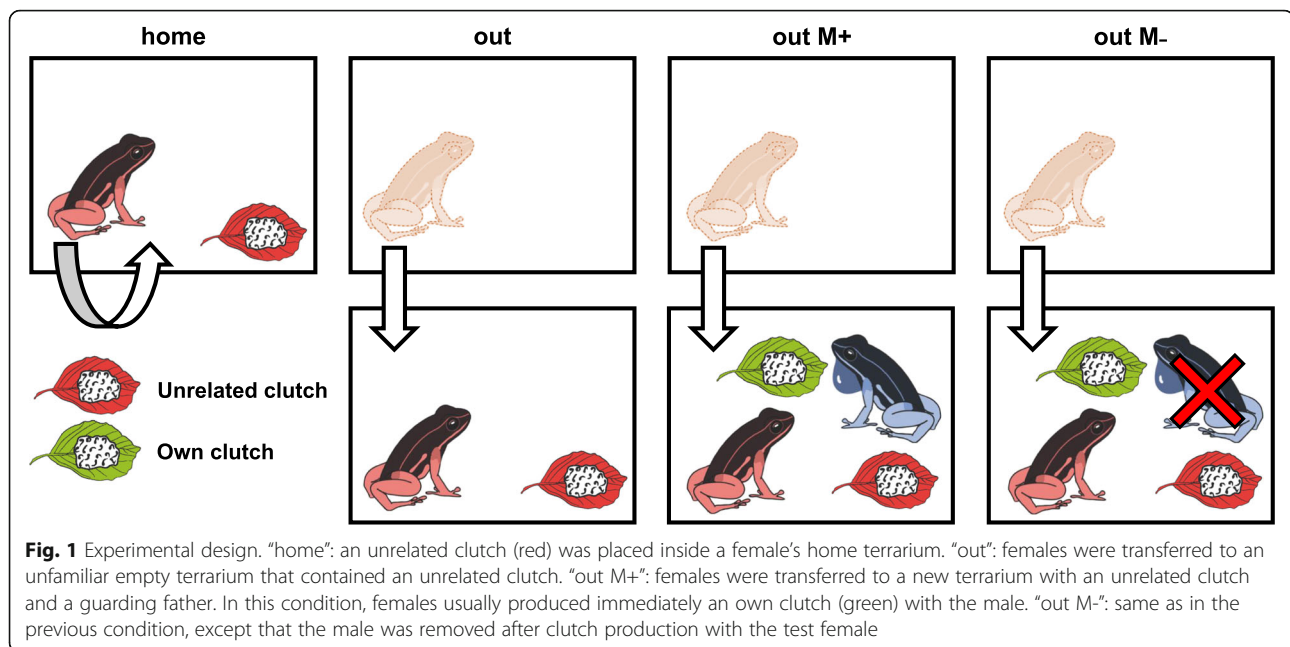 home out out M+ out M-
Unrelated clutch
Own clutch
Fig. 1 Experimental design. “home”: an unrelated clutch (red) was placed inside a female’s home terrarium. “out”: females were transferred to an
unfamiliar empty terrarium that contained an unrelated clutch. “out M+”: females were transferred to a new terrarium with an unrelated clutch
and a guarding father. In this condition, females usually produced immediately an own clutch (green) with the male. “out M-”: same as in the
previous condition, except that the male was removed after clutch production with the test female